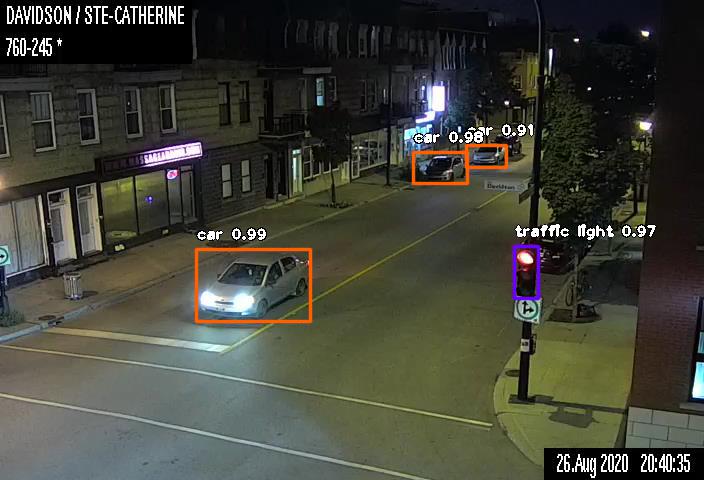 DAVIDSON / STE-CATHERINE
760-245 *
car 0.98
car 0.91
Davidson
car 0.99
traffic light 0.97
26.Aug 2020 20:40:35